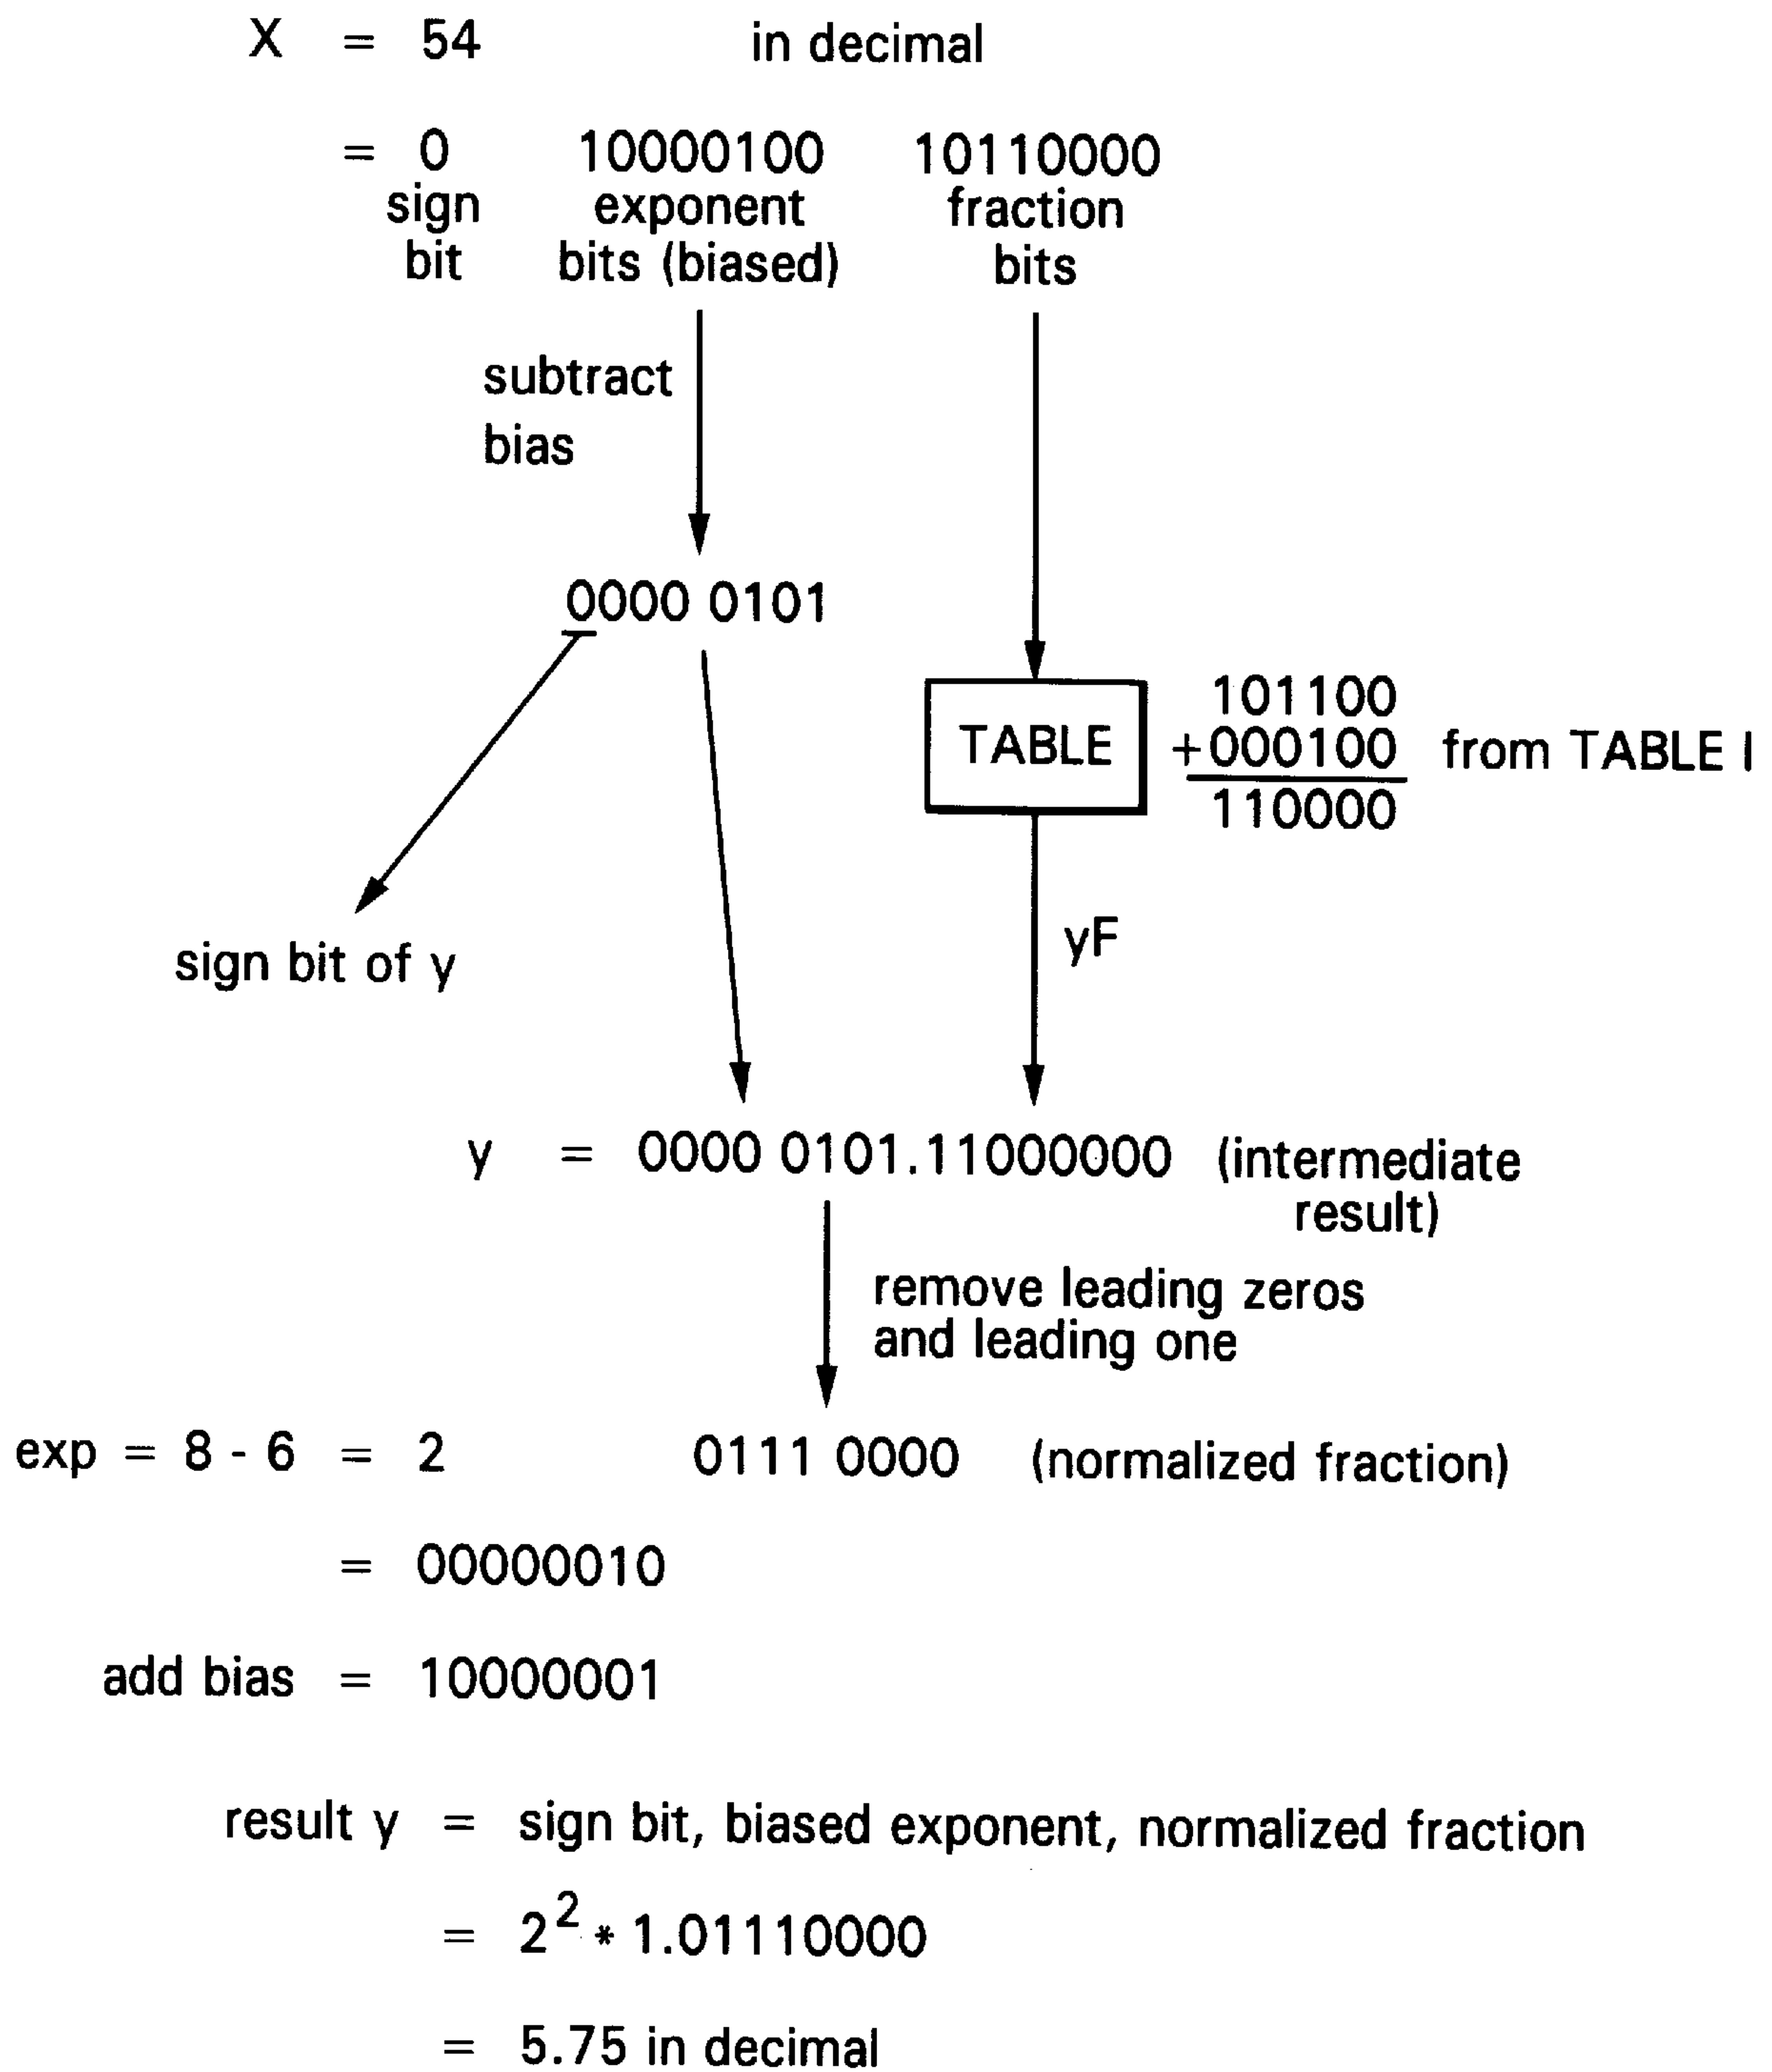 X = 54 in decimal
= 0 10000100 10110000
sign exponent fraction
bit bits (biased) bits
subtract
bias
0000 0101
101100
TABLE +000100 from TABLE I
110000
yF
sign bit of y
y = 0000 0101.11000000 (intermediate
result)
remove leading zeros
and leading one
exp = 8 - 6 = 2 0111 0000 (normalized fraction)
= 00000010
add bias = 10000001
result y = sign bit, biased exponent, normalized fraction
= 2² * 1.01110000
= 5.75 in decimal